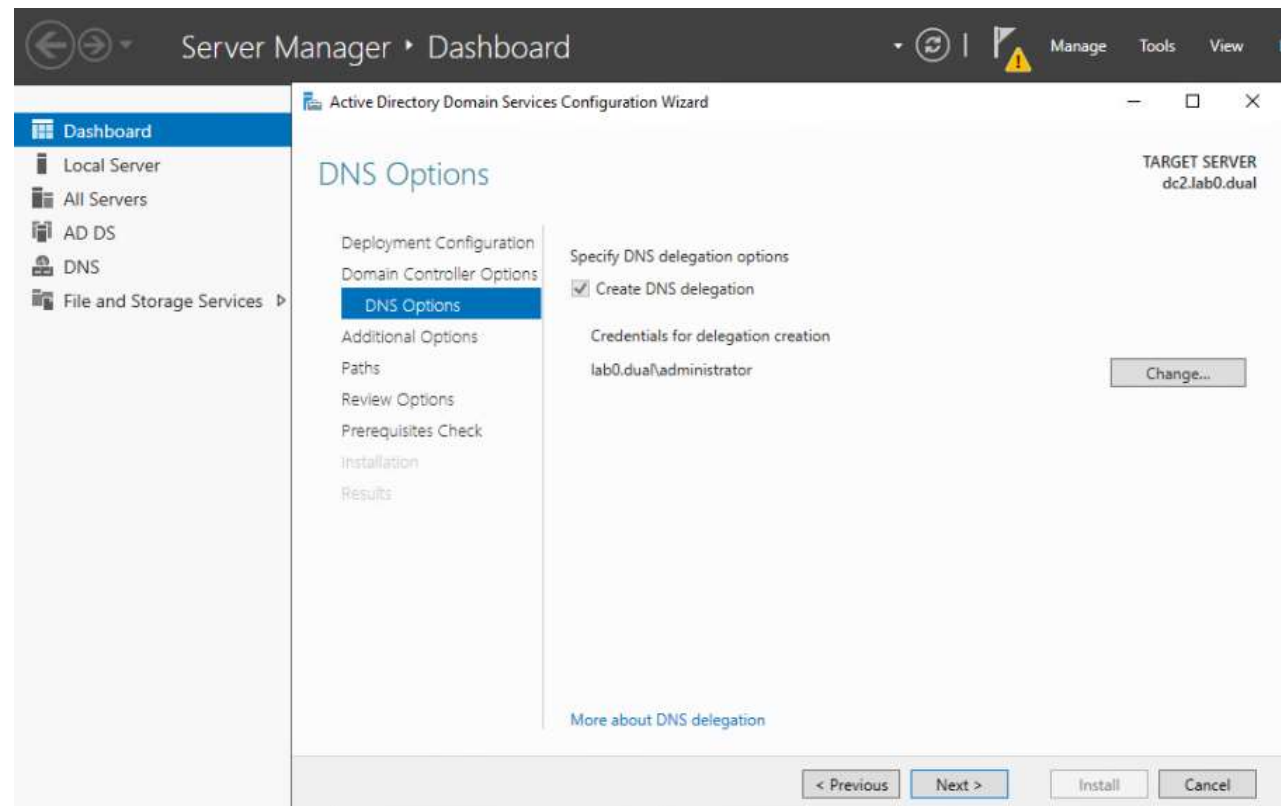 Server Manager ‣ Dashboard
Manage Tools View
Active Directory Domain Services Configuration Wizard
Dashboard
Local Server
All Servers
AD DS
DNS
File and Storage Services
DNS Options
TARGET SERVER
dc2.lab0.dual
Deployment Configuration
Domain Controller Options
DNS Options
Additional Options
Paths
Review Options
Prerequisites Check
Installation
Results
Specify DNS delegation options
Create DNS delegation
Credentials for delegation creation
lab0.dual\administrator
Change...
More about DNS delegation
< Previous Next > Install Cancel